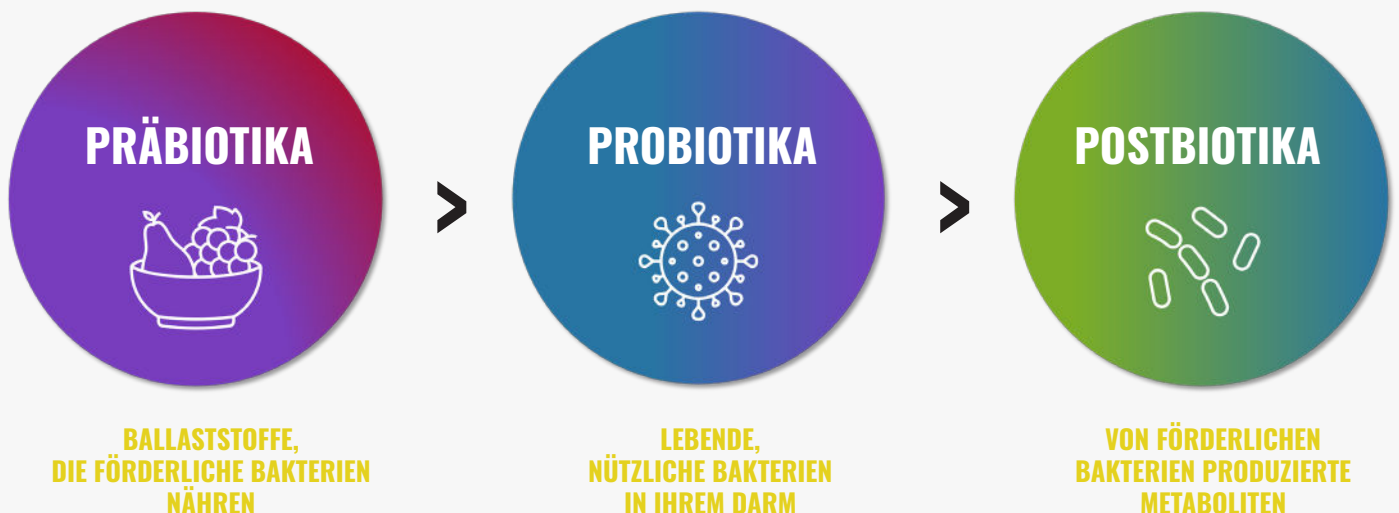 PRÄBIOTIKA
>
PROBIOTIKA
>
POSTBIOTIKA
BALLASTSTOFFE,
DIE FÖRDERLICHE BAKTERIEN
NÄHREN
LEBENDE,
NÜTZLICHE BAKTERIEN
IN IHREM DARM
VON FÖRDERLICHEN
BAKTERIEN PRODUZIERTE
METABOLITEN